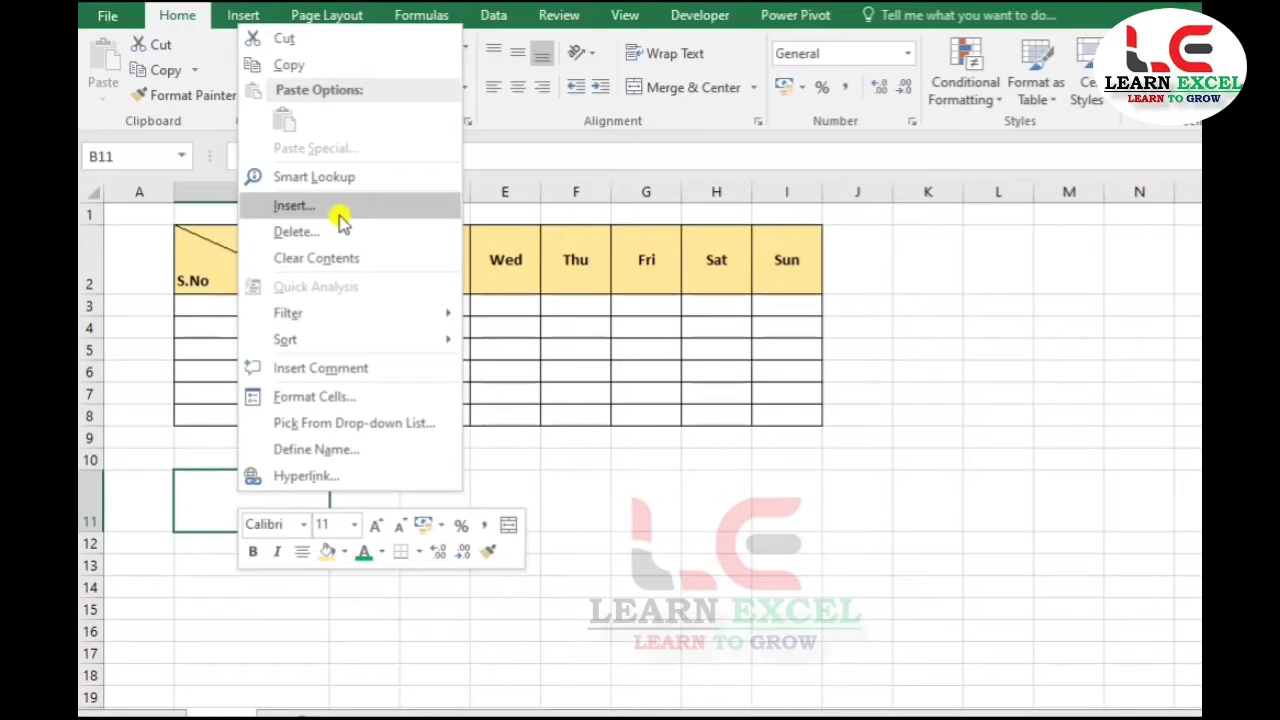 File Home Insert Page Layout Formulas Data Review View Developer Power Pivot Tell me what you want to do...
Cut
Copy
Format Painter
Paste
Clipboard
Wrap Text
Merge & Center
Alignment
General
%
,
Number
Conditional
Formatting
Format as
Table
Styles
Styles
LEARN EXCEL
LEARN TO GROW
B11
Cut
Copy
Paste Options:
Paste Special...
Smart Lookup
Insert...
Delete...
Clear Contents
Quick Analysis
Filter
Sort
Insert Comment
Format Cells...
Pick From Drop-down List...
Define Name...
Hyperlink...
Calibri 11 A A % ,
B I A .00 .00
A E F G H I J K L M N
1
2 S.No Wed Thu Fri Sat Sun
3
4
5
6
7
8
9
10
11
12
13
14
15
16
17
18
19
LEARN EXCEL
LEARN TO GROW